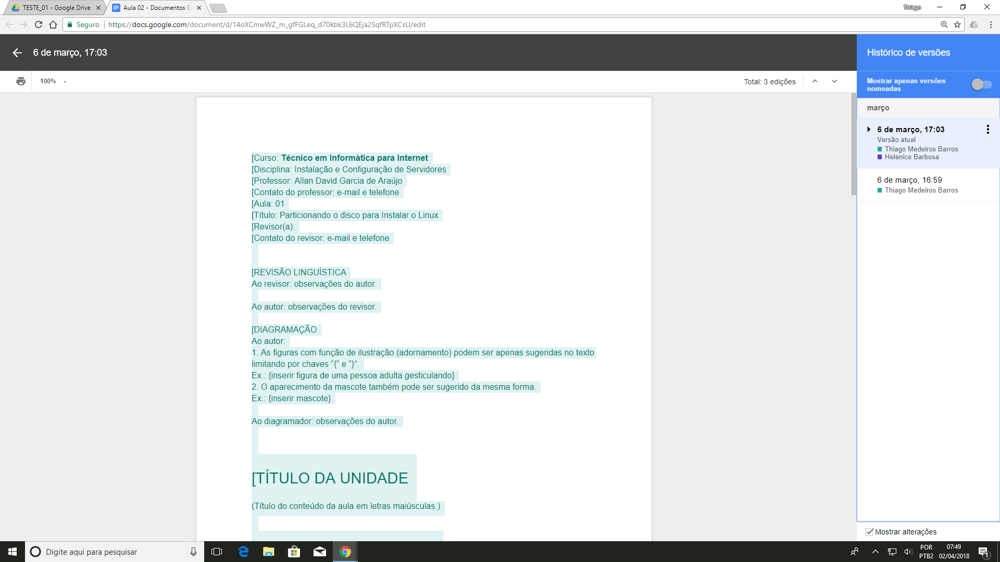 TESTE_01 - Google Drive
Aula 02 - Documentos G
Thiago
Seguro
https://docs.google.com/document/d/14oXCmwWZ_m_gfFGLeq_d70kbk3L6QEja25qfRTpXCsU/edit
6 de março, 17:03
Histórico de versões
100%
Total: 3 edições
Mostrar apenas versões
nomeadas
março
6 de março, 17:03
Versão atual
Thiago Medeiros Barros
Helenice Barbosa
6 de março, 16:59
Thiago Medeiros Barros
[Curso: Técnico em Informática para Internet
[Disciplina: Instalação e Configuração de Servidores
[Professor: Allan David Garcia de Araújo
[Contato do professor: e-mail e telefone
[Aula: 01
[Título: Particionando o disco para Instalar o Linux
[Revisor(a):
[Contato do revisor: e-mail e telefone
[REVISÃO LINGUÍSTICA
Ao revisor: observações do autor.
Ao autor: observações do revisor.
[DIAGRAMAÇÃO
Ao autor:
1. As figuras com função de ilustração (adornamento) podem ser apenas sugeridas no texto
limitando por chaves “{“ e “}”.
Ex.: {inserir figura de uma pessoa adulta gesticulando}
2. O aparecimento da mascote também pode ser sugerido da mesma forma.
Ex.: {inserir mascote}
Ao diagramador: observações do autor.
[TÍTULO DA UNIDADE
(Título do conteúdo da aula em letras maiúsculas.)
Mostrar alterações
Digite aqui para pesquisar
POR
PTB2
07:49
02/04/2018
1